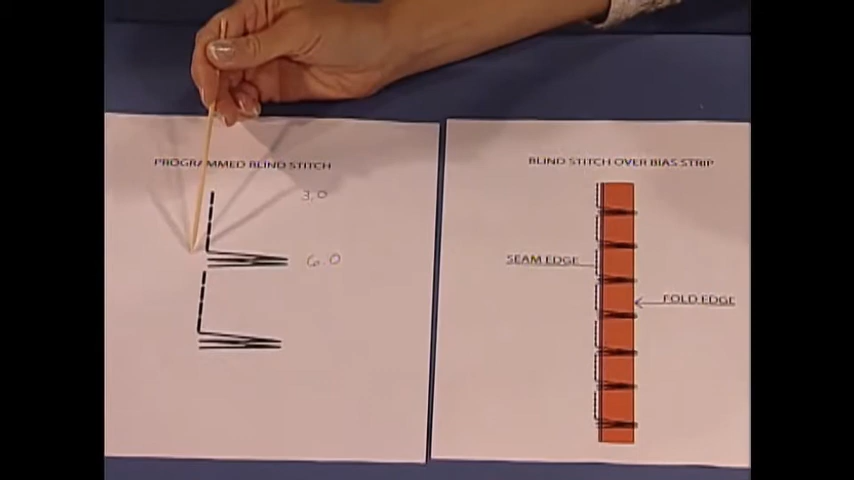 PROGRAMMED BLIND STITCH
3.0
6.0
BLIND STITCH OVER BIAS STRIP
SEAM EDGE
FOLD EDGE